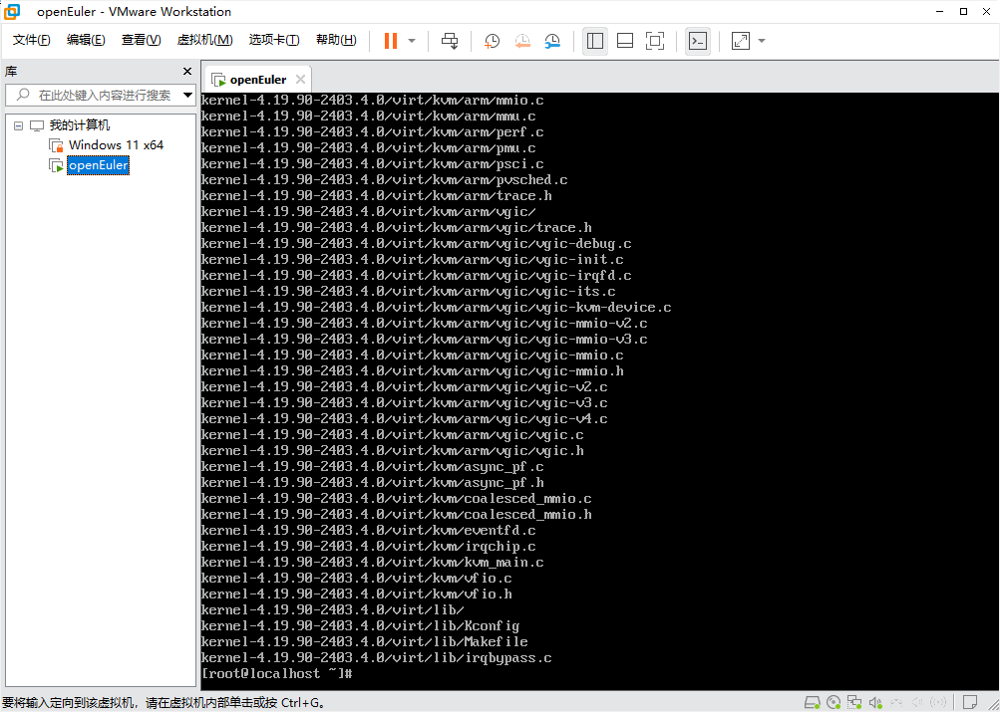 openEuler - VMware Workstation
文件(F) 编辑(E) 查看(V) 虚拟机(M) 选项卡(T) 帮助(H)
库
在此处键入内容进行搜索
我的计算机
Windows 11 x64
openEuler
openEuler
kernel-4.19.90-2403.4.0/virt/kvm/arm/mmio.c
kernel-4.19.90-2403.4.0/virt/kvm/arm/mmu.c
kernel-4.19.90-2403.4.0/virt/kvm/arm/perf.c
kernel-4.19.90-2403.4.0/virt/kvm/arm/pmu.c
kernel-4.19.90-2403.4.0/virt/kvm/arm/psci.c
kernel-4.19.90-2403.4.0/virt/kvm/arm/pvsched.c
kernel-4.19.90-2403.4.0/virt/kvm/arm/trace.h
kernel-4.19.90-2403.4.0/virt/kvm/arm/vgic/
kernel-4.19.90-2403.4.0/virt/kvm/arm/vgic/trace.h
kernel-4.19.90-2403.4.0/virt/kvm/arm/vgic/vgic-debug.c
kernel-4.19.90-2403.4.0/virt/kvm/arm/vgic/vgic-init.c
kernel-4.19.90-2403.4.0/virt/kvm/arm/vgic/vgic-irqfd.c
kernel-4.19.90-2403.4.0/virt/kvm/arm/vgic/vgic-its.c
kernel-4.19.90-2403.4.0/virt/kvm/arm/vgic/vgic-kvm-device.c
kernel-4.19.90-2403.4.0/virt/kvm/arm/vgic/vgic-mmio-v2.c
kernel-4.19.90-2403.4.0/virt/kvm/arm/vgic/vgic-mmio-v3.c
kernel-4.19.90-2403.4.0/virt/kvm/arm/vgic/vgic-mmio.c
kernel-4.19.90-2403.4.0/virt/kvm/arm/vgic/vgic-mmio.h
kernel-4.19.90-2403.4.0/virt/kvm/arm/vgic/vgic-v2.c
kernel-4.19.90-2403.4.0/virt/kvm/arm/vgic/vgic-v3.c
kernel-4.19.90-2403.4.0/virt/kvm/arm/vgic/vgic-v4.c
kernel-4.19.90-2403.4.0/virt/kvm/arm/vgic/vgic.c
kernel-4.19.90-2403.4.0/virt/kvm/arm/vgic/vgic.h
kernel-4.19.90-2403.4.0/virt/kvm/async_pf.c
kernel-4.19.90-2403.4.0/virt/kvm/async_pf.h
kernel-4.19.90-2403.4.0/virt/kvm/coalesced_mmio.c
kernel-4.19.90-2403.4.0/virt/kvm/coalesced_mmio.h
kernel-4.19.90-2403.4.0/virt/kvm/eventfd.c
kernel-4.19.90-2403.4.0/virt/kvm/irqchip.c
kernel-4.19.90-2403.4.0/virt/kvm/kvm_main.c
kernel-4.19.90-2403.4.0/virt/kvm/vfio.c
kernel-4.19.90-2403.4.0/virt/kvm/vfio.h
kernel-4.19.90-2403.4.0/virt/lib/
kernel-4.19.90-2403.4.0/virt/lib/Kconfig
kernel-4.19.90-2403.4.0/virt/lib/Makefile
kernel-4.19.90-2403.4.0/virt/lib/irqbypass.c
[root@localhost ~]#
要将输入定向到该虚拟机，请在虚拟机内部单击或按 Ctrl+G。